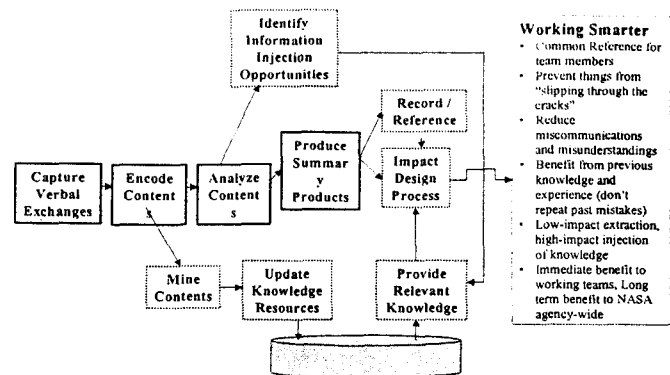 Identify
Information
Injection
Opportunities
Working Smarter
• Common Reference for
team members
• Prevent things from
“slipping through the
cracks”
• Reduce
miscommunications
and misunderstandings
• Benefit from previous
knowledge and
experience (don’t
repeat past mistakes)
• Low-impact extraction,
high-impact injection
of knowledge
• Immediate benefit to
working teams, Long
term benefit to NASA
agency-wide
Record /
Reference
Produce
Summar
y
Products
Impact
Design
Process
Capture
Verbal
Exchanges
Encode
Content
s
Analyze
Content
s
Mine
Contents
Update
Knowledge
Resources
Provide
Relevant
Knowledge